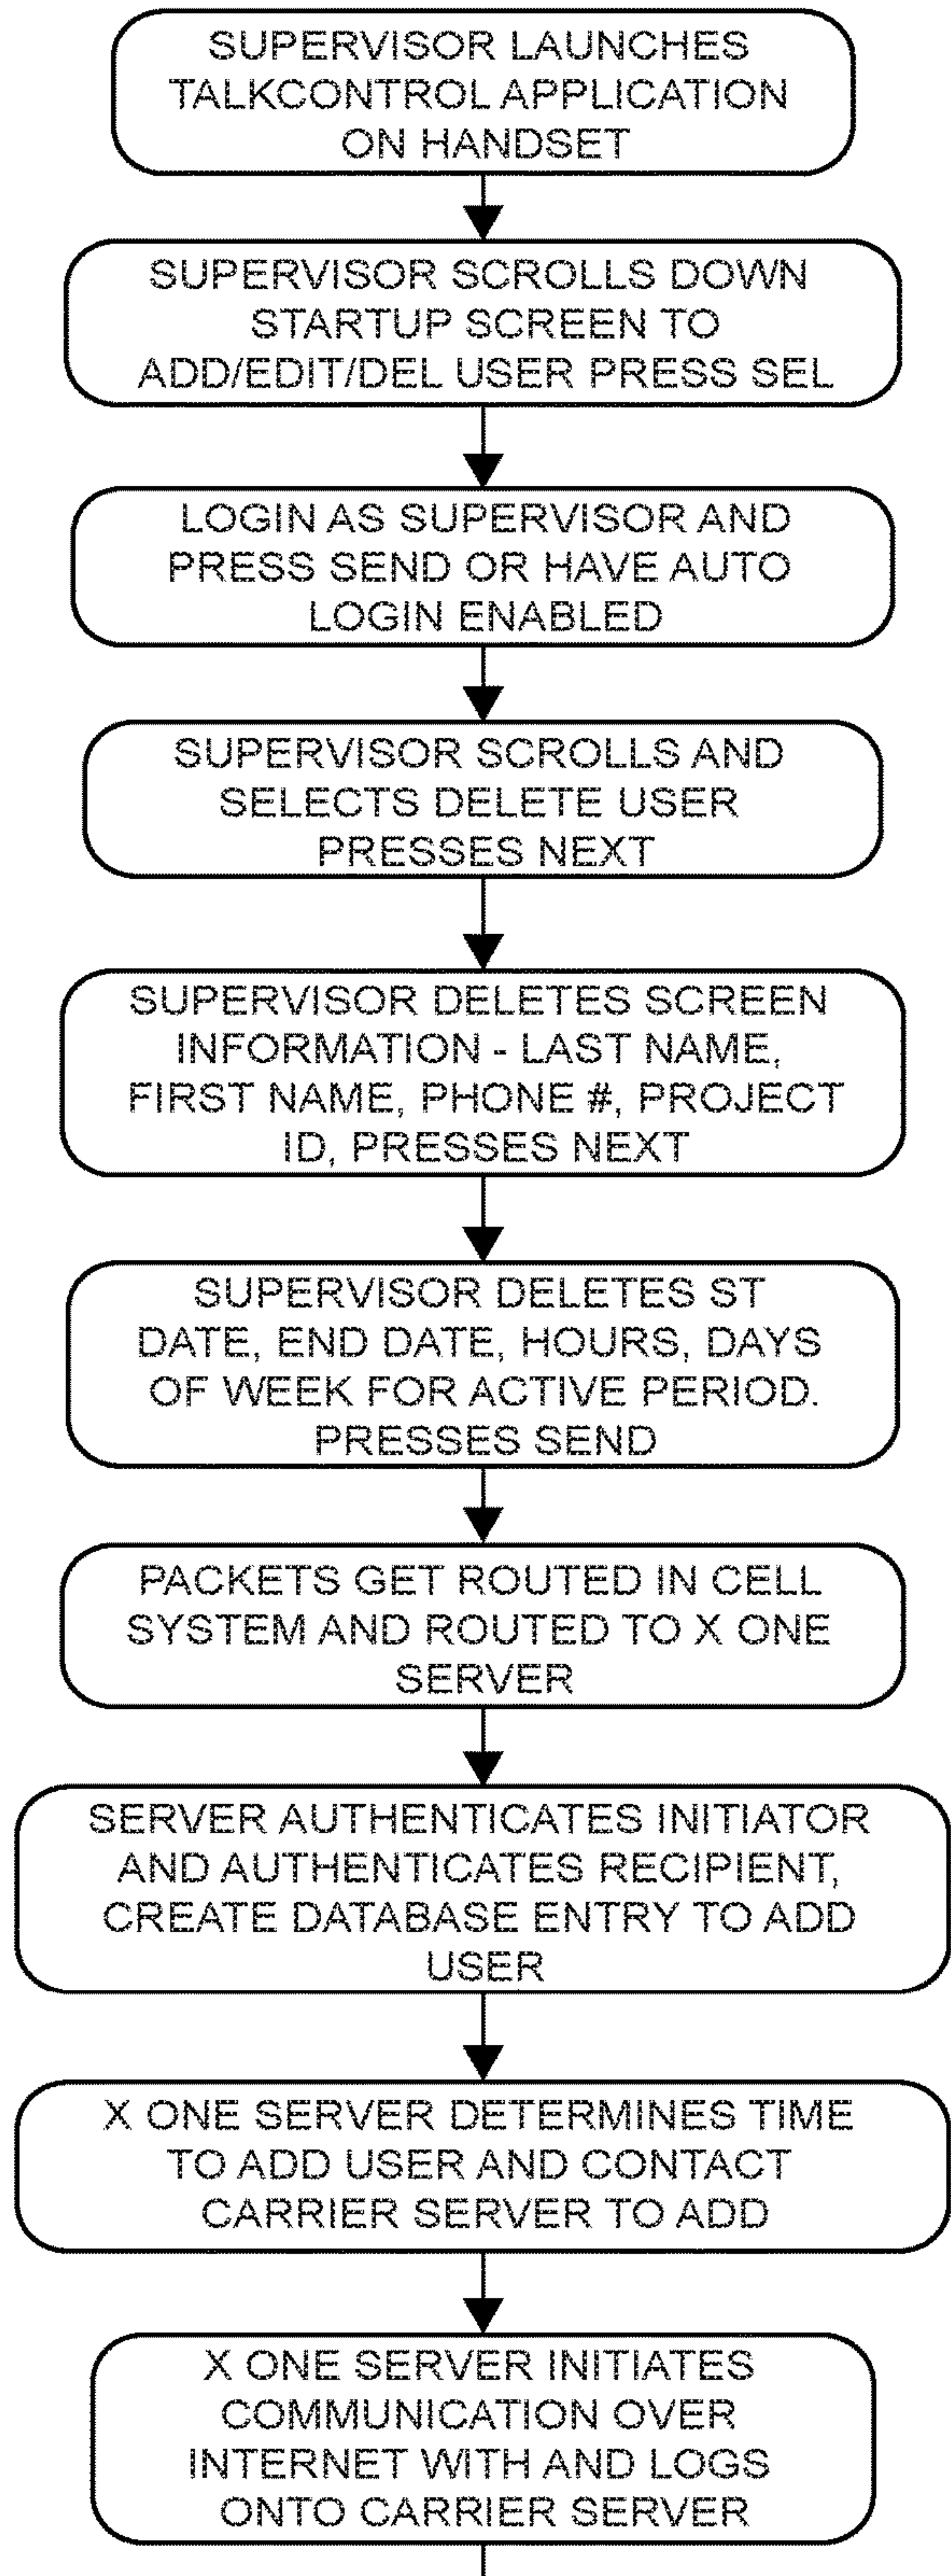 SUPERVISOR LAUNCHES
TALKCONTROL APPLICATION
ON HANDSET
SUPERVISOR SCROLLS DOWN
STARTUP SCREEN TO
ADD/EDIT/DEL USER PRESS SEL
LOGIN AS SUPERVISOR AND
PRESS SEND OR HAVE AUTO
LOGIN ENABLED
SUPERVISOR SCROLLS AND
SELECTS DELETE USER
PRESSES NEXT
SUPERVISOR DELETES SCREEN
INFORMATION - LAST NAME,
FIRST NAME, PHONE #, PROJECT
ID, PRESSES NEXT
SUPERVISOR DELETES ST
DATE, END DATE, HOURS, DAYS
OF WEEK FOR ACTIVE PERIOD.
PRESSES SEND
PACKETS GET ROUTED IN CELL
SYSTEM AND ROUTED TO X ONE
SERVER
SERVER AUTHENTICATES INITIATOR
AND AUTHENTICATES RECIPIENT,
CREATE DATABASE ENTRY TO ADD
USER
X ONE SERVER DETERMINES TIME
TO ADD USER AND CONTACT
CARRIER SERVER TO ADD
X ONE SERVER INITIATES
COMMUNICATION OVER
INTERNET WITH AND LOGS
ONTO CARRIER SERVER